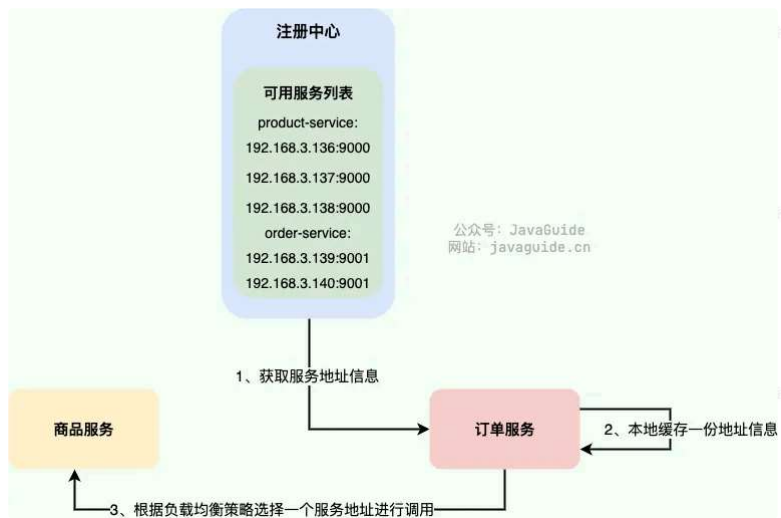 注册中心
可用服务列表
product-service:
192.168.3.136:9000
192.168.3.137:9000
192.168.3.138:9000
order-service:
192.168.3.139:9001
192.168.3.140:9001
公众号：JavaGuide
网站：javaguide.cn
1、获取服务地址信息
商品服务
订单服务
2、本地缓存一份地址信息
3、根据负载均衡策略选择一个服务地址进行调用